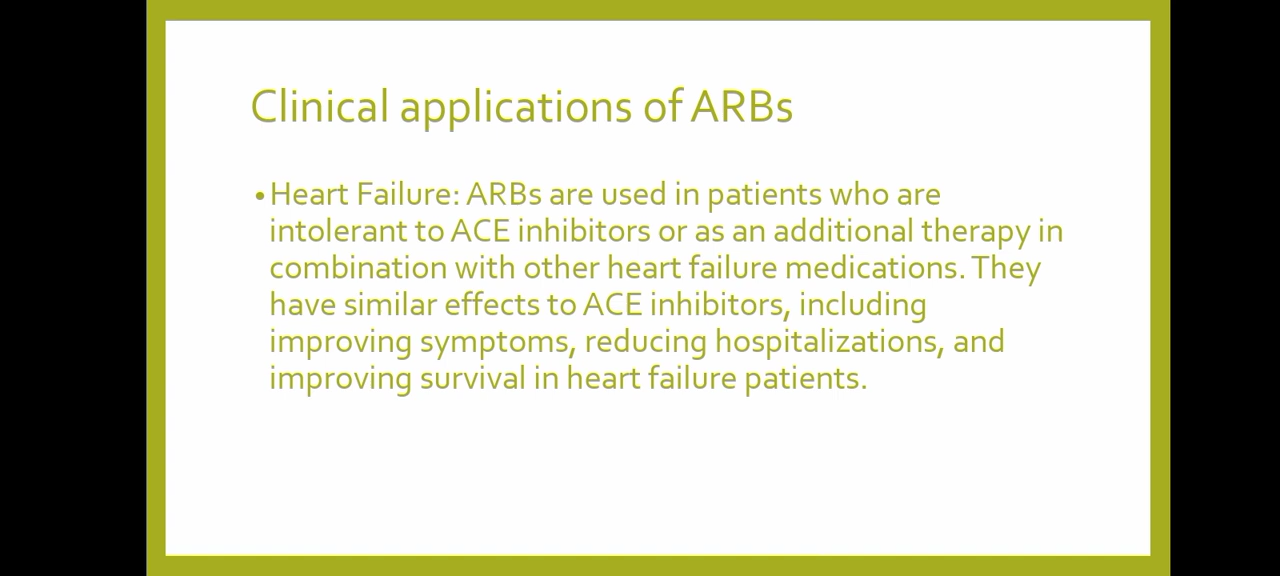 Clinical applications of ARBs
•Heart Failure: ARBs are used in patients who are
intolerant to ACE inhibitors or as an additional therapy in
combination with other heart failure medications. They
have similar effects to ACE inhibitors, including
improving symptoms, reducing hospitalizations, and
improving survival in heart failure patients.